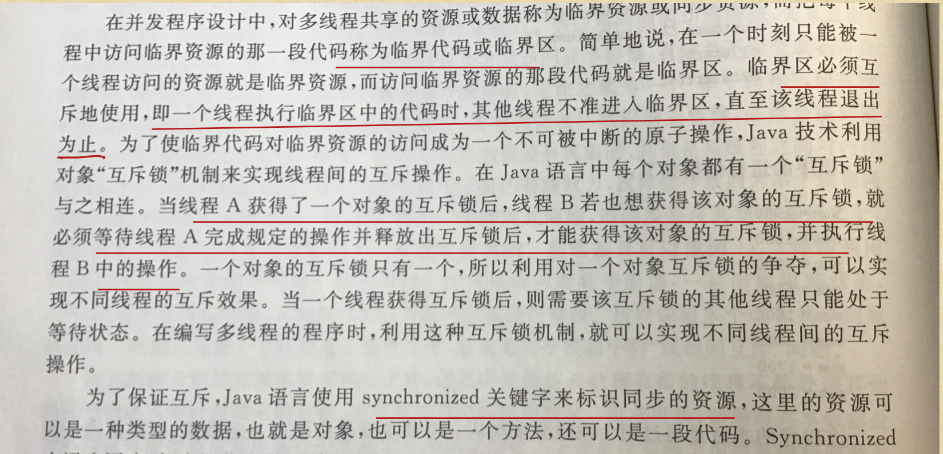 在并发程序设计中,对多线程共享的资源或数据称为临界资源或同步资源,而把每个线
程中访问临界资源的那一段代码称为临界代码或临界区。简单地说,在一个时刻只能被一
个线程访问的资源就是临界资源,而访问临界资源的那段代码就是临界区。临界区必须互
斥地使用,即一个线程执行临界区中的代码时,其他线程不准进入临界区,直至该线程退出
为止。为了使临界代码对临界资源的访问成为一个不可被中断的原子操作,Java 技术利用
对象“互斥锁”机制来实现线程间的互斥操作。在 Java 语言中每个对象都有一个“互斥锁”
与之相连。当线程 A 获得了一个对象的互斥锁后,线程 B 若也想获得该对象的互斥锁,就
必须等待线程 A 完成规定的操作并释放出互斥锁后,才能获得该对象的互斥锁,并执行线
程 B 中的操作。一个对象的互斥锁只有一个,所以利用对一个对象互斥锁的争夺,可以实
现不同线程的互斥效果。当一个线程获得互斥锁后,则需要该互斥锁的其他线程只能处于
等待状态。在编写多线程的程序时,利用这种互斥锁机制,就可以实现不同线程间的互斥
操作。
为了保证互斥,Java 语言使用 synchronized 关键字来标识同步的资源,这里的资源可
以是一种类型的数据,也就是对象,也可以是一个方法,还可以是一段代码。Synchronized